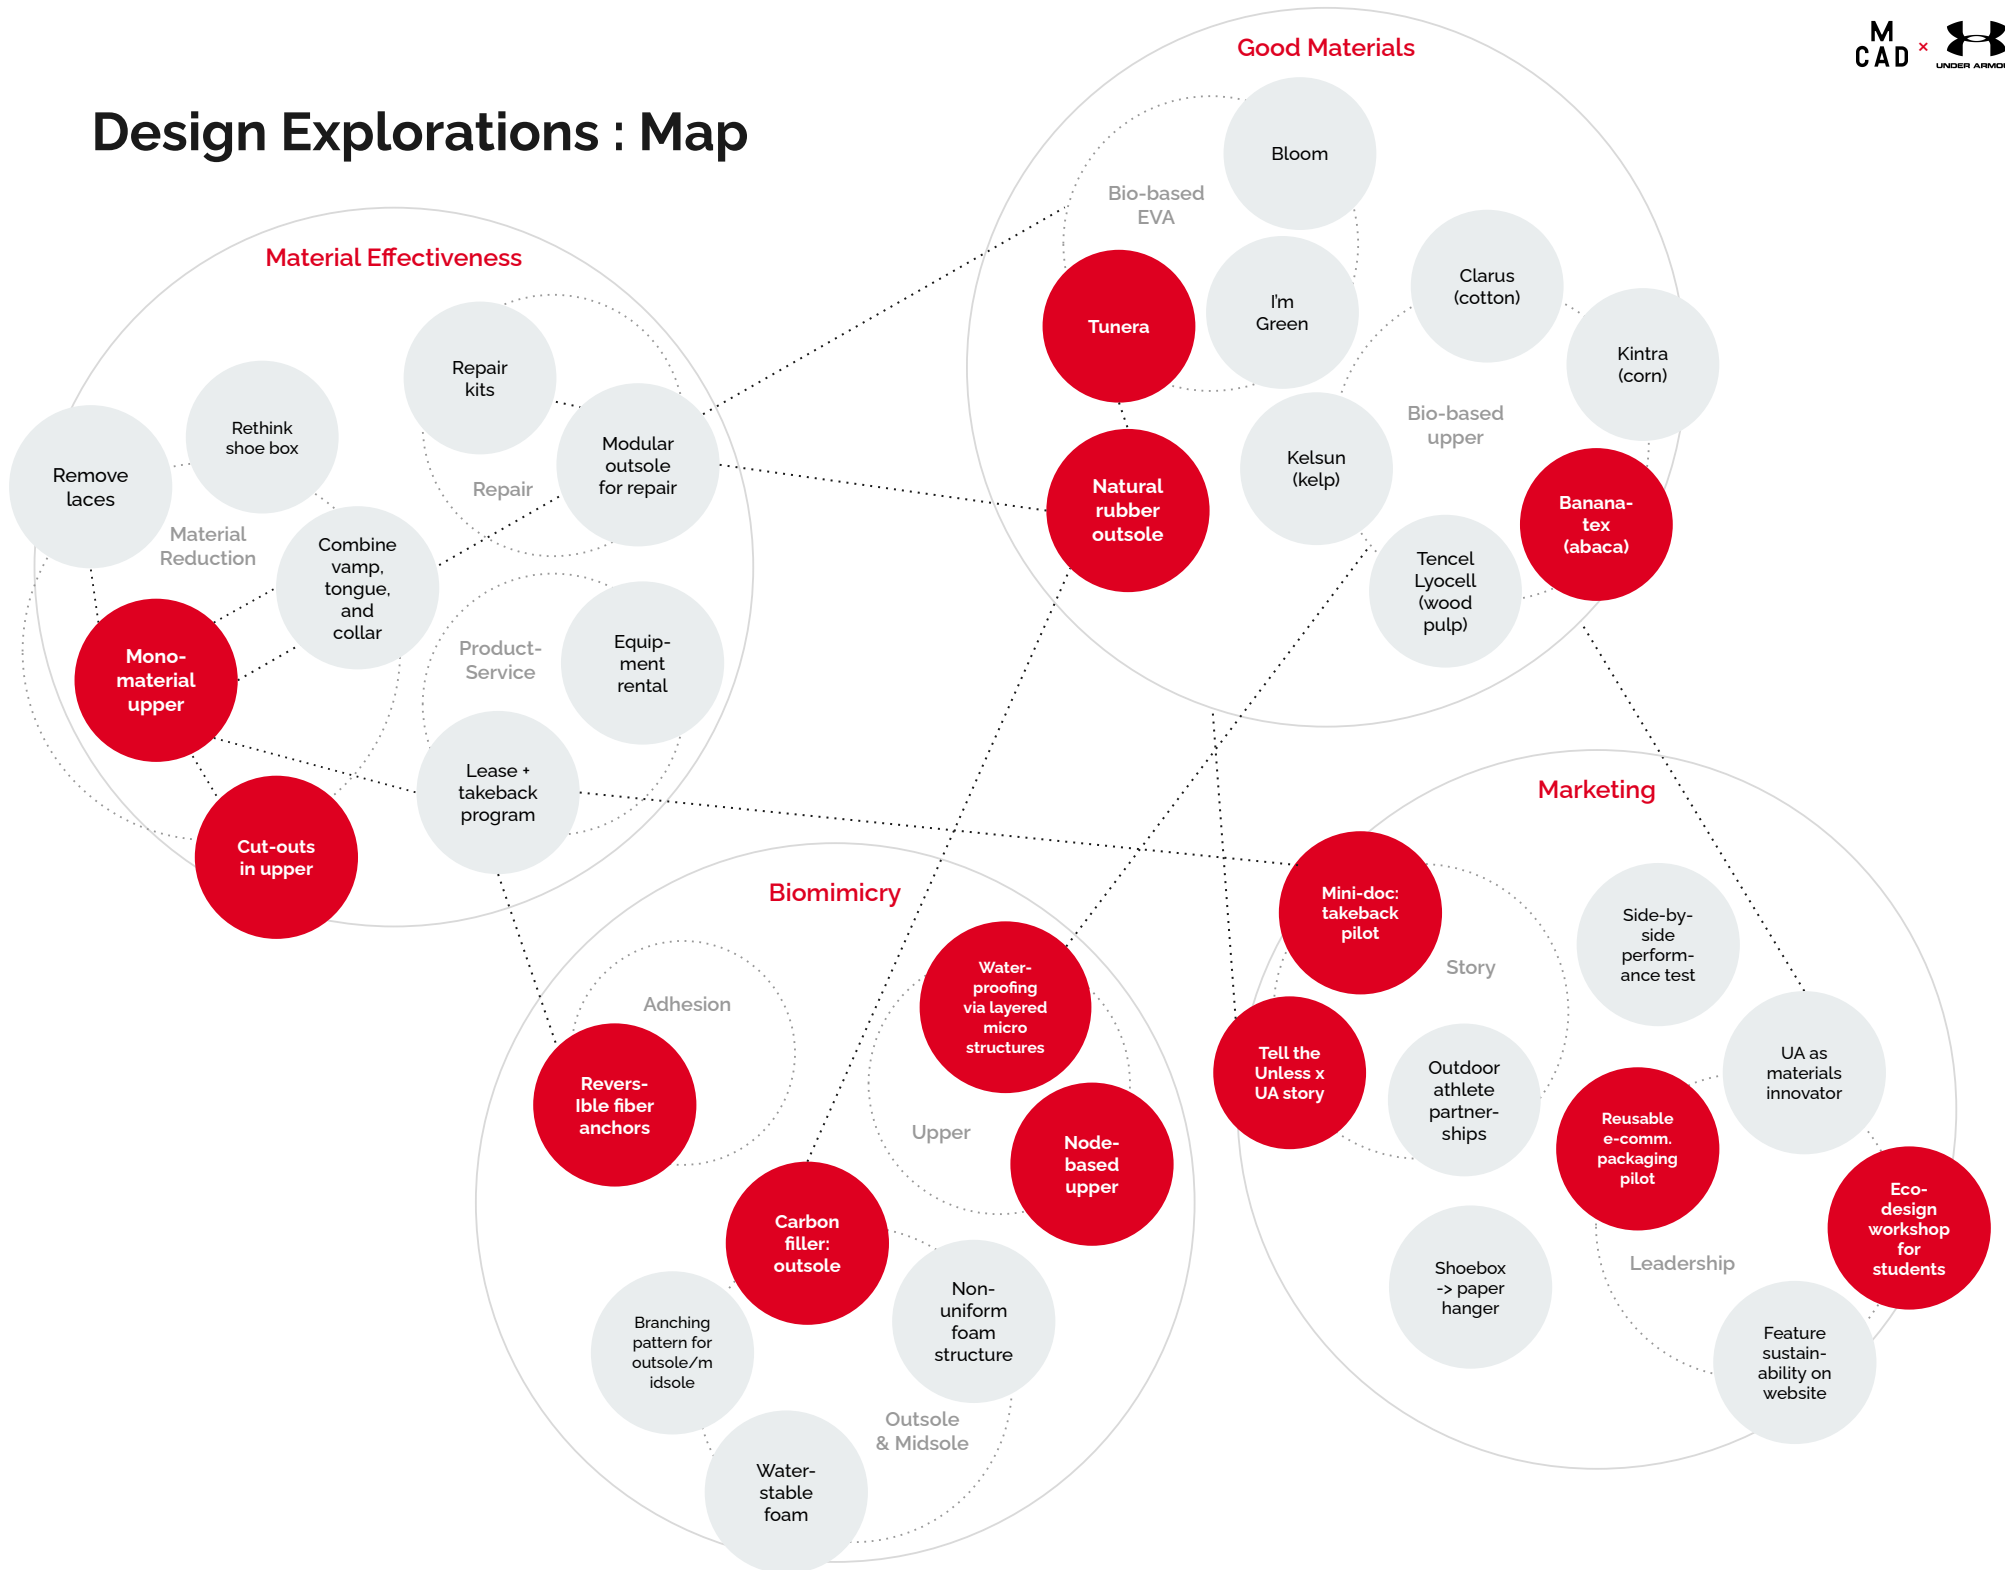 M
CAD
×
UNDER ARMOU
Design Explorations : Map
Material Effectiveness
Repair
kits
Rethink
shoe box
Remove
laces
Modular
outsole
for repair
Repair
Material
Reduction
Combine
vamp,
tongue,
and
collar
Mono-
material
upper
Product-
Service
Equip-
ment
rental
Lease +
takeback
program
Cut-outs
in upper
Good Materials
Bloom
Bio-based
EVA
Tunera
I'm
Green
Clarus
(cotton)
Kintra
(corn)
Bio-based
upper
Kelsun
(kelp)
Natural
rubber
outsole
Banana-
tex
(abaca)
Tencel
Lyocell
(wood
pulp)
Biomimicry
Adhesion
Revers-
Ible fiber
anchors
Water-
proofing
via layered
micro
structures
Upper
Node-
based
upper
Carbon
filler:
outsole
Non-
uniform
foam
structure
Branching
pattern for
outsole/m
idsole
Outsole
& Midsole
Water-
stable
foam
Marketing
Mini-doc:
takeback
pilot
Story
Side-by-
side
perform-
ance test
Tell the
Unless x
UA story
Outdoor
athlete
partner-
ships
UA as
materials
innovator
Reusable
e-comm.
packaging
pilot
Eco-
design
workshop
for
students
Leadership
Shoebox
-> paper
hanger
Feature
sustain-
ability on
website